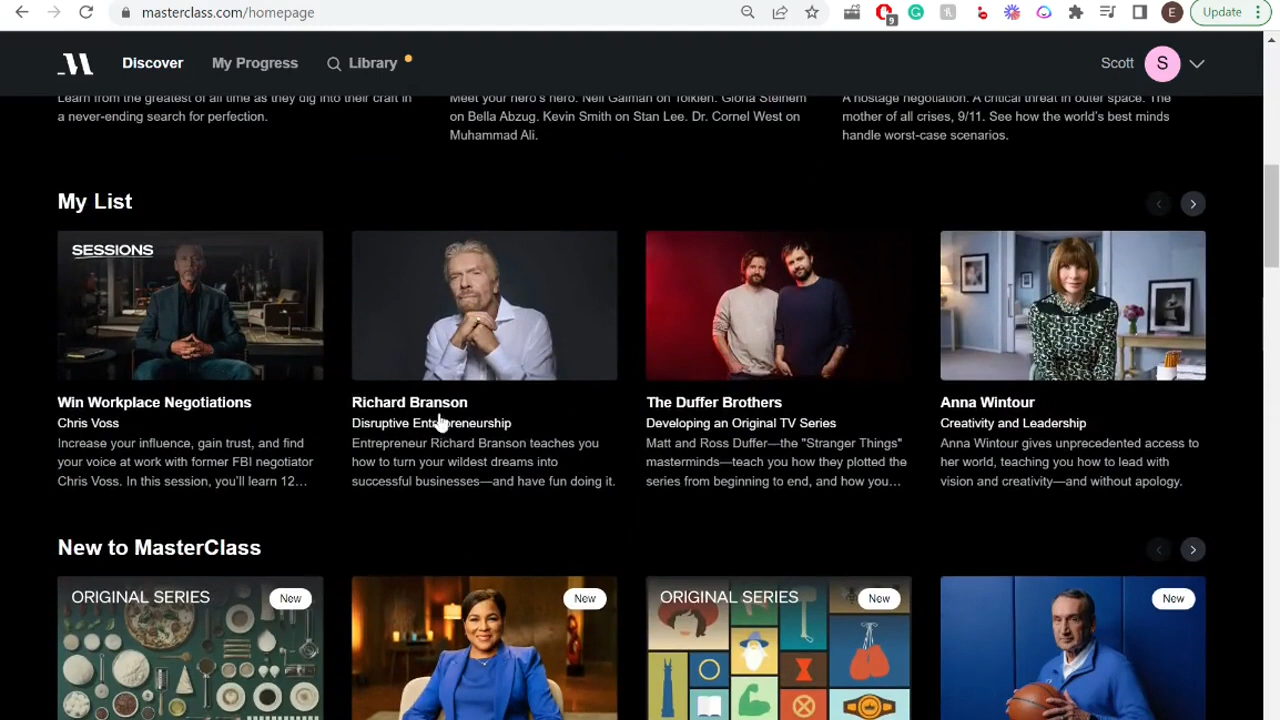 masterclass.com/homepage
9
E
Update
Discover
My Progress
Library
Scott
S
Learn from the greatest of all time as they dig into their craft in
a never-ending search for perfection.
Meet your hero's hero. Neil Gaiman on Tolkien. Gloria Steinem
on Bella Abzug. Kevin Smith on Stan Lee. Dr. Cornel West on
Muhammad Ali.
A hostage negotiation. A critical threat in outer space. The
mother of all crises, 9/11. See how the world's best minds
handle worst-case scenarios.
My List
SESSIONS
Win Workplace Negotiations
Chris Voss
Increase your influence, gain trust, and find
your voice at work with former FBI negotiator
Chris Voss. In this session, you'll learn 12...
Richard Branson
Disruptive Entrepreneurship
Entrepreneur Richard Branson teaches you
how to turn your wildest dreams into
successful businesses—and have fun doing it.
The Duffer Brothers
Developing an Original TV Series
Matt and Ross Duffer—the "Stranger Things"
masterminds—teach you how they plotted the
series from beginning to end, and how you...
Anna Wintour
Creativity and Leadership
Anna Wintour gives unprecedented access to
her world, teaching you how to lead with
vision and creativity—and without apology.
New to MasterClass
ORIGINAL SERIES
New
New
ORIGINAL SERIES
New
New